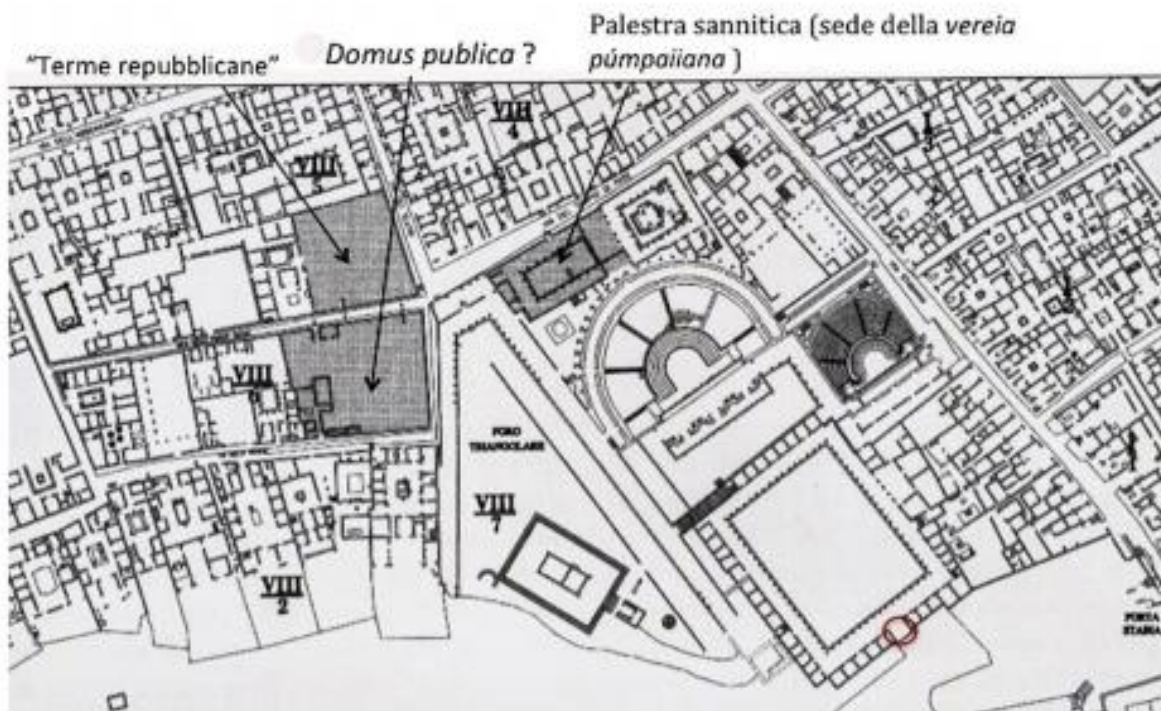 "Terme repubblicane"
Domus publica ?
Palestra sannitica (sede della vereia
púmpaiiana )
VIII
4
VIII
I
3
VIII
FORO
TRIANGOLARE
VIII
7
VIII
2
PORTA
STABIA